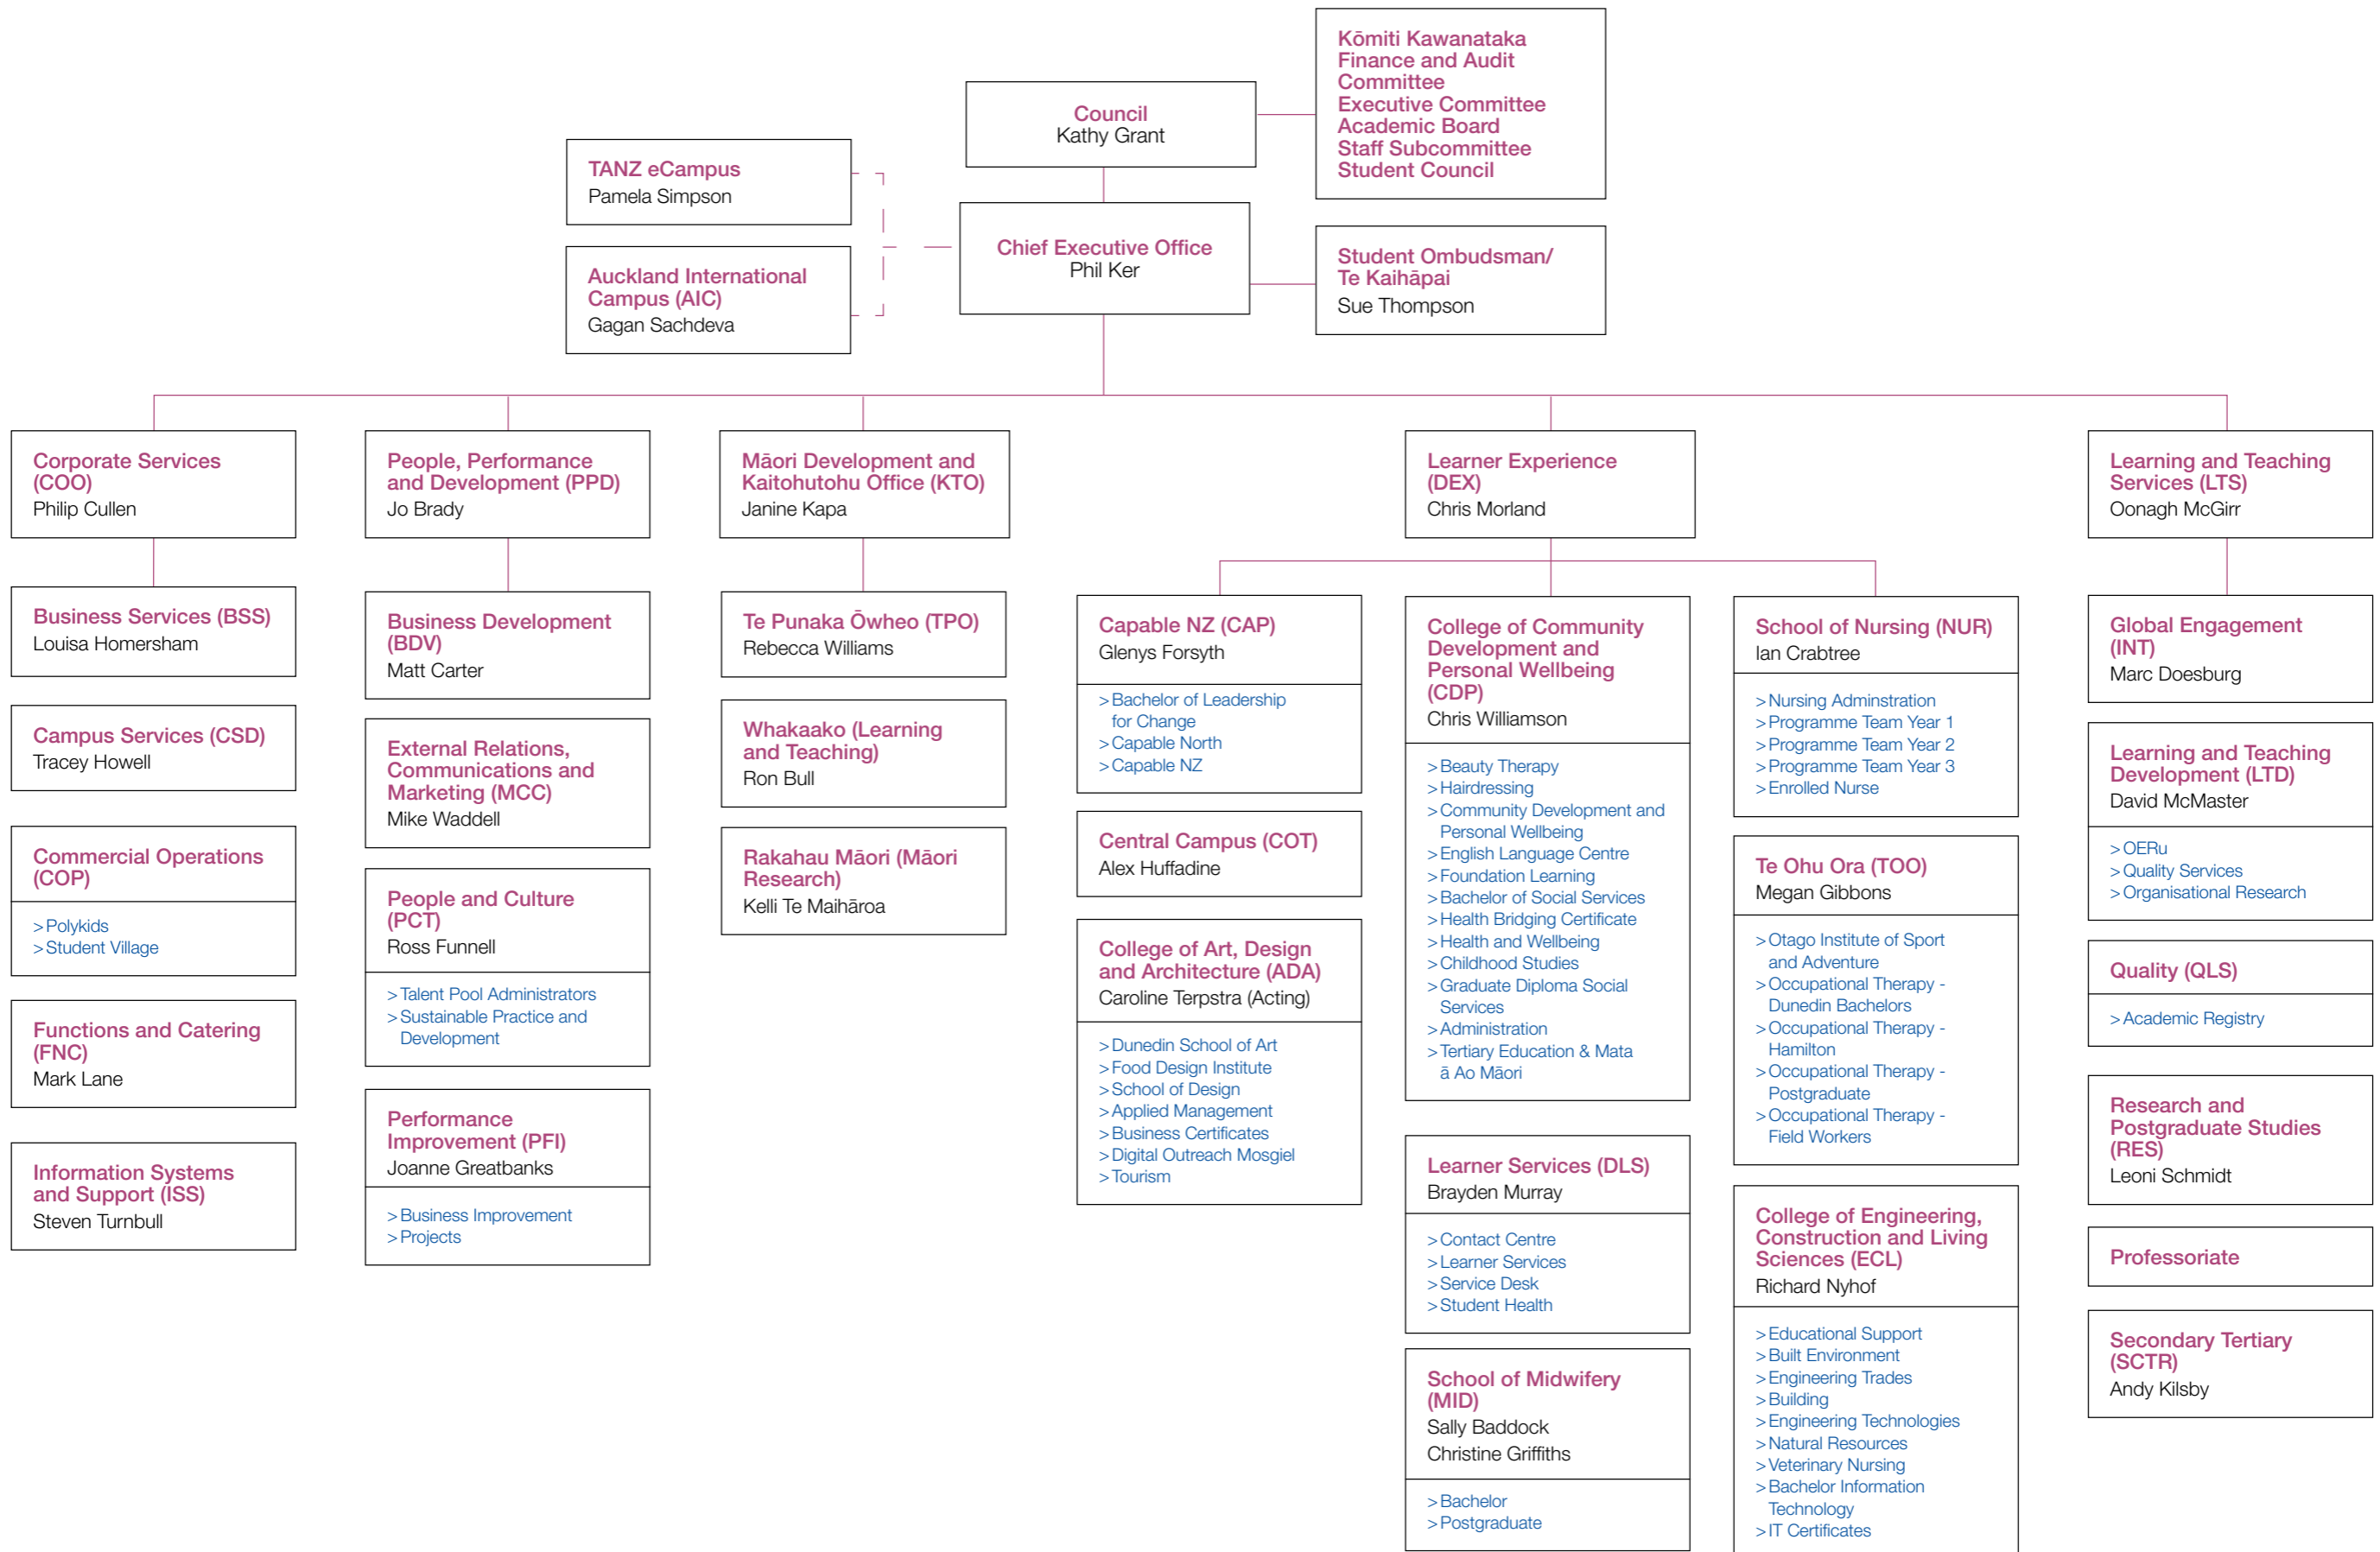 Kōmiti Kawanataka
Finance and Audit
Committee
Executive Committee
Academic Board
Staff Subcommittee
Student Council
Council
Kathy Grant
TANZ eCampus
Pamela Simpson
Chief Executive Office
Phil Ker
Auckland International
Campus (AIC)
Gagan Sachdeva
Student Ombudsman/
Te Kaihāpai
Sue Thompson
Corporate Services
(COO)
Philip Cullen
People, Performance
and Development (PPD)
Jo Brady
Māori Development and
Kaitohutohu Office (KTO)
Janine Kapa
Learner Experience
(DEX)
Chris Morland
Learning and Teaching
Services (LTS)
Oonagh McGirr
Business Services (BSS)
Louisa Homersham
Campus Services (CSD)
Tracey Howell
Commercial Operations
(COP)
>Polykids
>Student Village
Functions and Catering
(FNC)
Mark Lane
Information Systems
and Support (ISS)
Steven Turnbull
Business Development
(BDV)
Matt Carter
External Relations,
Communications and
Marketing (MCC)
Mike Waddell
People and Culture
(PCT)
Ross Funnell
>Talent Pool Administrators
>Sustainable Practice and
Development
Performance
Improvement (PFI)
Joanne Greatbanks
>Business Improvement
>Projects
Te Punaka Ōwheo (TPO)
Rebecca Williams
Whakaako (Learning
and Teaching)
Ron Bull
Rakahau Māori (Māori
Research)
Kelli Te Maihāroa
Capable NZ (CAP)
Glenys Forsyth
>Bachelor of Leadership
for Change
>Capable North
>Capable NZ
Central Campus (COT)
Alex Huffadine
College of Art, Design
and Architecture (ADA)
Caroline Terpstra (Acting)
>Dunedin School of Art
>Food Design Institute
>School of Design
>Applied Management
>Business Certificates
>Digital Outreach Mosgiel
>Tourism
College of Community
Development and
Personal Wellbeing
(CDP)
Chris Williamson
>Beauty Therapy
>Hairdressing
>Community Development and
Personal Wellbeing
>English Language Centre
>Foundation Learning
>Bachelor of Social Services
>Health Bridging Certificate
>Health and Wellbeing
>Childhood Studies
>Graduate Diploma Social
Services
>Administration
>Tertiary Education & Mata
ā Ao Māori
Learner Services (DLS)
Brayden Murray
>Contact Centre
>Learner Services
>Service Desk
>Student Health
School of Midwifery
(MID)
Sally Baddock
Christine Griffiths
>Bachelor
>Postgraduate
School of Nursing (NUR)
Ian Crabtree
>Nursing Adminstration
>Programme Team Year 1
>Programme Team Year 2
>Programme Team Year 3
>Enrolled Nurse
Te Ohu Ora (TOO)
Megan Gibbons
>Otago Institute of Sport
and Adventure
>Occupational Therapy -
Dunedin Bachelors
>Occupational Therapy -
Hamilton
>Occupational Therapy -
Postgraduate
>Occupational Therapy -
Field Workers
College of Engineering,
Construction and Living
Sciences (ECL)
Richard Nyhof
>Educational Support
>Built Environment
>Engineering Trades
>Building
>Engineering Technologies
>Natural Resources
>Veterinary Nursing
>Bachelor Information
Technology
>IT Certificates
Global Engagement
(INT)
Marc Doesburg
Learning and Teaching
Development (LTD)
David McMaster
>OERu
>Quality Services
>Organisational Research
Quality (QLS)
>Academic Registry
Research and
Postgraduate Studies
(RES)
Leoni Schmidt
Professoriate
Secondary Tertiary
(SCTR)
Andy Kilsby